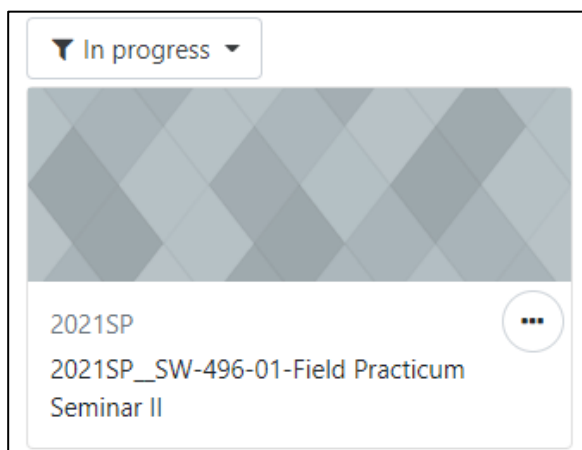 In progress
2021SP
2021SP__SW-496-01-Field Practicum
Seminar II